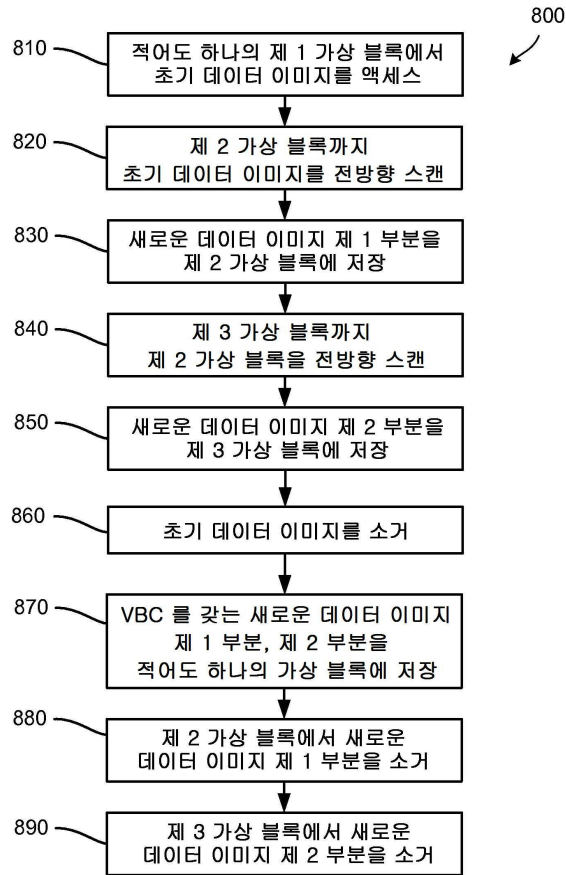 800
810
적어도 하나의 제 1 가상 블록에서
초기 데이터 이미지를 액세스
820
제 2 가상 블록까지
초기 데이터 이미지를 전방향 스캔
830
새로운 데이터 이미지 제 1 부분을
제 2 가상 블록에 저장
840
제 3 가상 블록까지
제 2 가상 블록을 전방향 스캔
850
새로운 데이터 이미지 제 2 부분을
제 3 가상 블록에 저장
860
초기 데이터 이미지를 소거
870
VBC 를 갖는 새로운 데이터 이미지
제 1 부분, 제 2 부분을
적어도 하나의 가상 블록에 저장
880
제 2 가상 블록에서 새로운
데이터 이미지 제 1 부분을 소거
890
제 3 가상 블록에서 새로운
데이터 이미지 제 2 부분을 소거